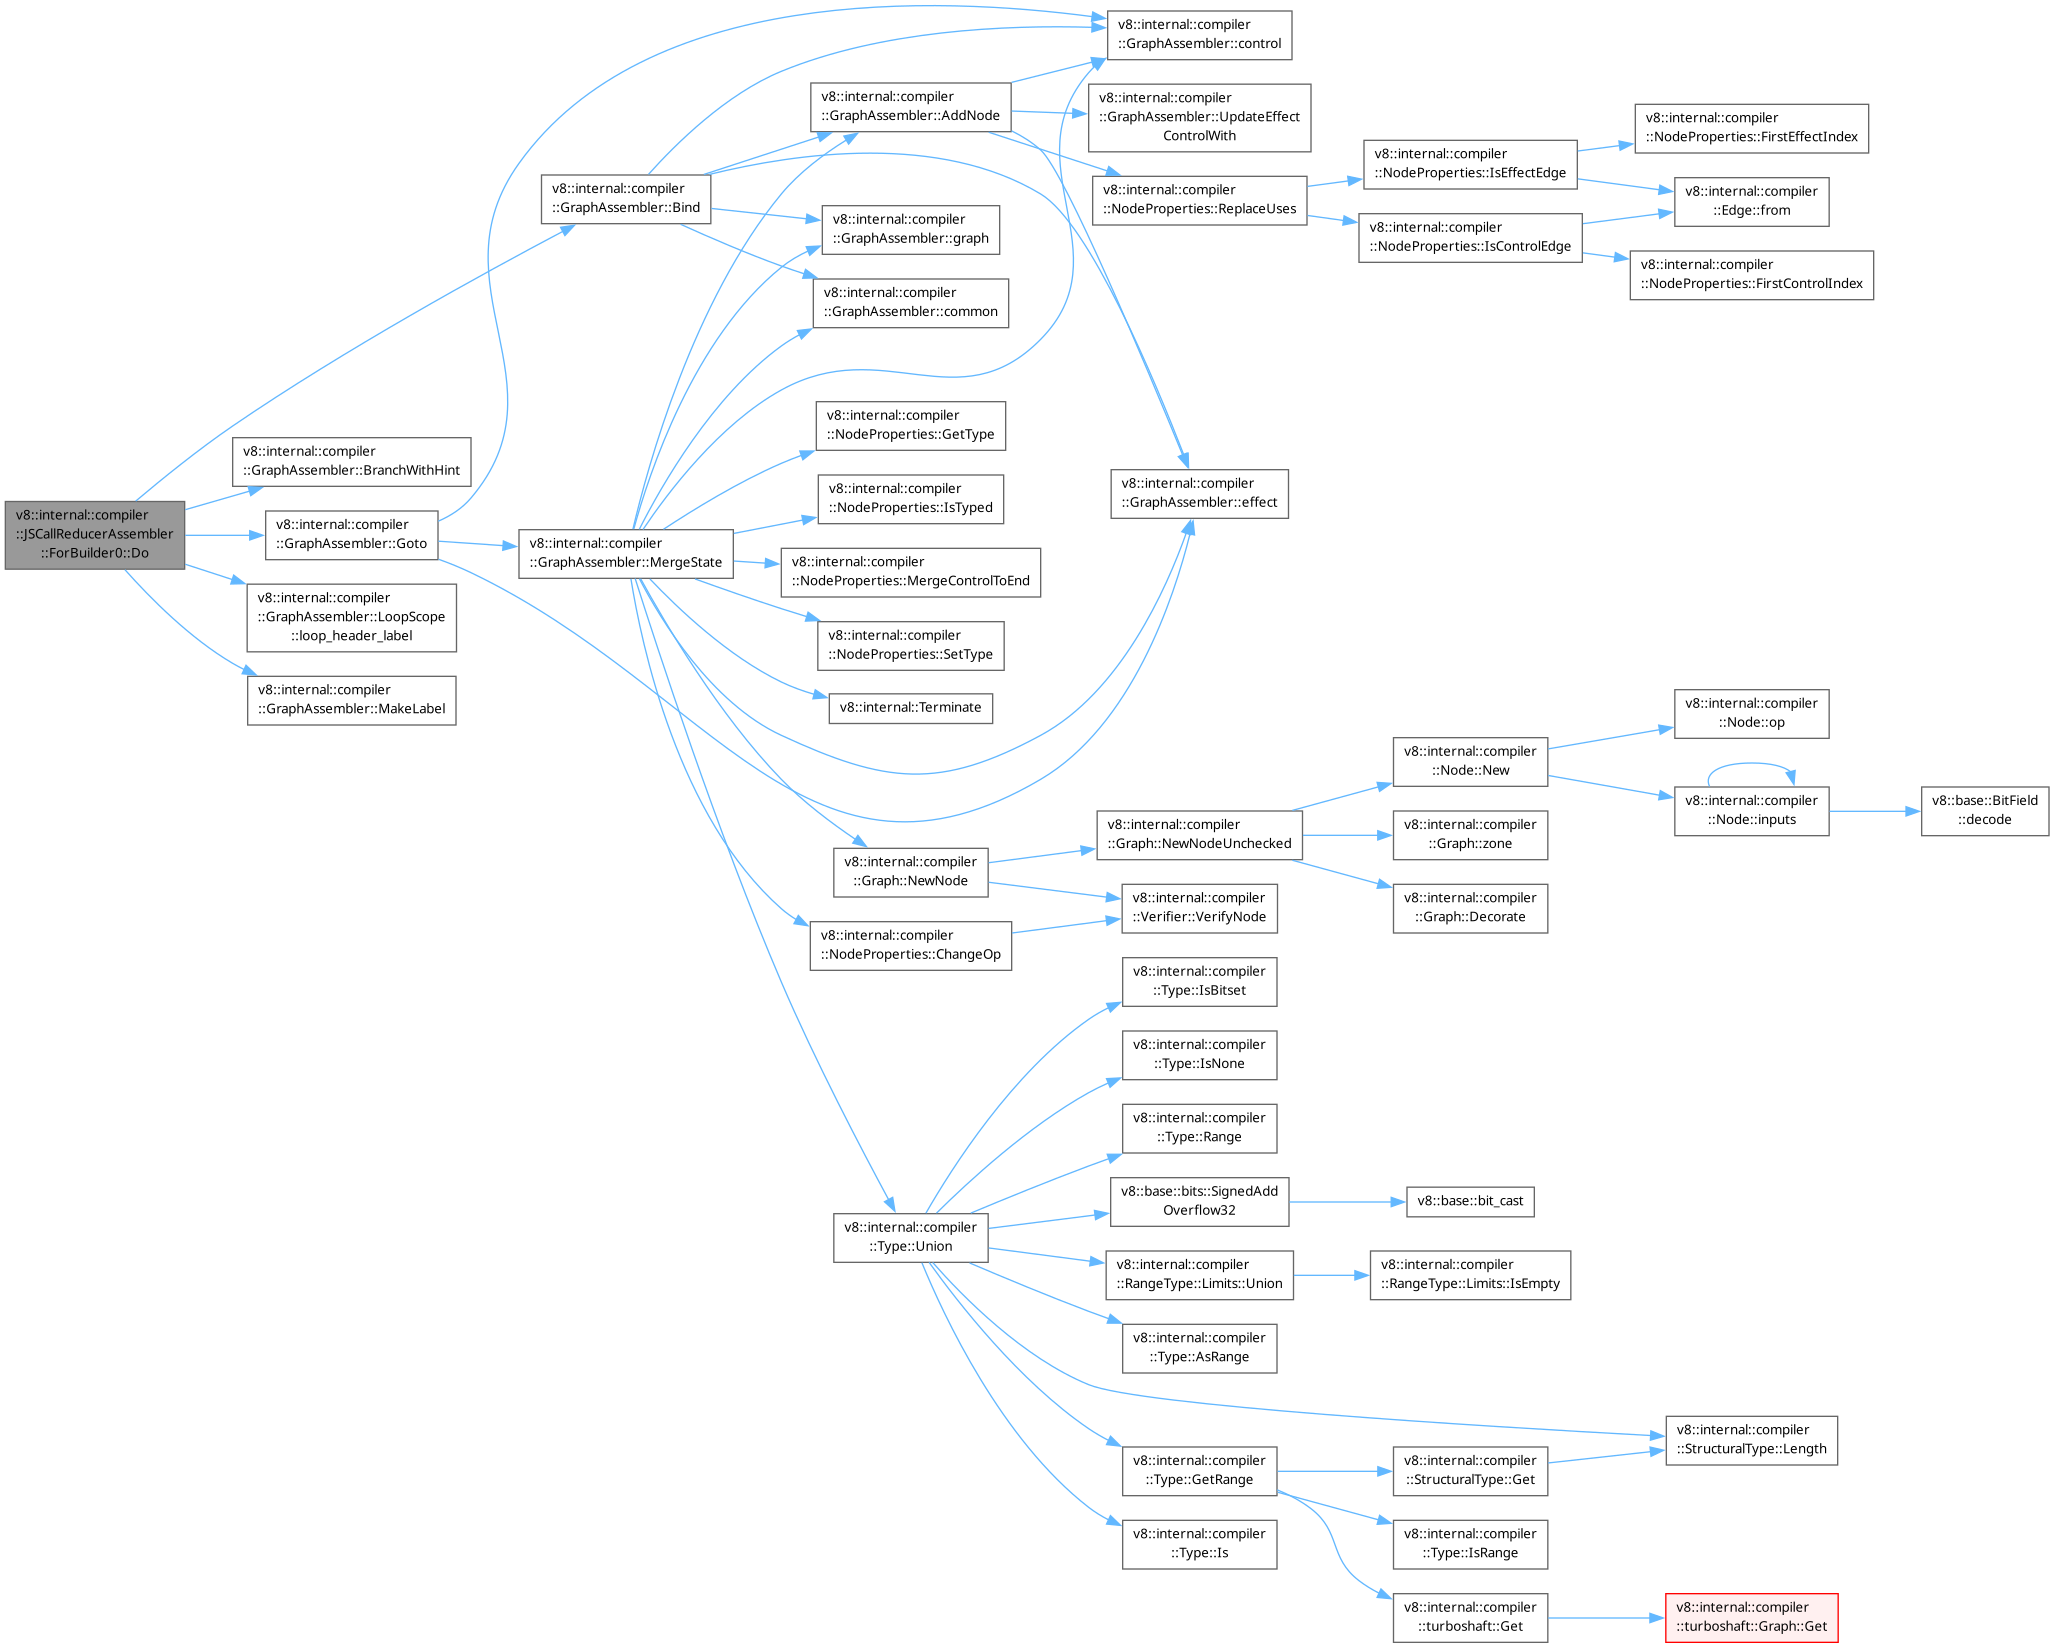 v8::internal::compiler
::JSCallReducerAssembler
::ForBuilder0::Do
v8::internal::compiler
::GraphAssembler::BranchWithHint
v8::internal::compiler
::GraphAssembler::Goto
v8::internal::compiler
::GraphAssembler::LoopScope
::loop_header_label
v8::internal::compiler
::GraphAssembler::MakeLabel
v8::internal::compiler
::GraphAssembler::Bind
v8::internal::compiler
::GraphAssembler::MergeState
v8::internal::compiler
::GraphAssembler::AddNode
v8::internal::compiler
::GraphAssembler::graph
v8::internal::compiler
::GraphAssembler::common
v8::internal::compiler
::NodeProperties::GetType
v8::internal::compiler
::NodeProperties::IsTyped
v8::internal::compiler
::NodeProperties::MergeControlToEnd
v8::internal::compiler
::NodeProperties::SetType
v8::internal::Terminate
v8::internal::compiler
::Graph::NewNode
v8::internal::compiler
::NodeProperties::ChangeOp
v8::internal::compiler
::Type::Union
v8::internal::compiler
::GraphAssembler::control
v8::internal::compiler
::GraphAssembler::UpdateEffect
ControlWith
v8::internal::compiler
::NodeProperties::ReplaceUses
v8::internal::compiler
::GraphAssembler::effect
v8::internal::compiler
::Graph::NewNodeUnchecked
v8::internal::compiler
::Verifier::VerifyNode
v8::internal::compiler
::Type::IsBitset
v8::internal::compiler
::Type::IsNone
v8::internal::compiler
::Type::Range
v8::base::bits::SignedAdd
Overflow32
v8::internal::compiler
::RangeType::Limits::Union
v8::internal::compiler
::Type::AsRange
v8::internal::compiler
::Type::GetRange
v8::internal::compiler
::Type::Is
v8::internal::compiler
::NodeProperties::IsEffectEdge
v8::internal::compiler
::NodeProperties::IsControlEdge
v8::internal::compiler
::Node::New
v8::internal::compiler
::Graph::zone
v8::internal::compiler
::Graph::Decorate
v8::base::bit_cast
v8::internal::compiler
::RangeType::Limits::IsEmpty
v8::internal::compiler
::StructuralType::Get
v8::internal::compiler
::Type::IsRange
v8::internal::compiler
::turboshaft::Get
v8::internal::compiler
::NodeProperties::FirstEffectIndex
v8::internal::compiler
::Edge::from
v8::internal::compiler
::NodeProperties::FirstControlIndex
v8::internal::compiler
::Node::op
v8::internal::compiler
::Node::inputs
v8::internal::compiler
::StructuralType::Length
v8::internal::compiler
::turboshaft::Graph::Get
v8::base::BitField
::decode